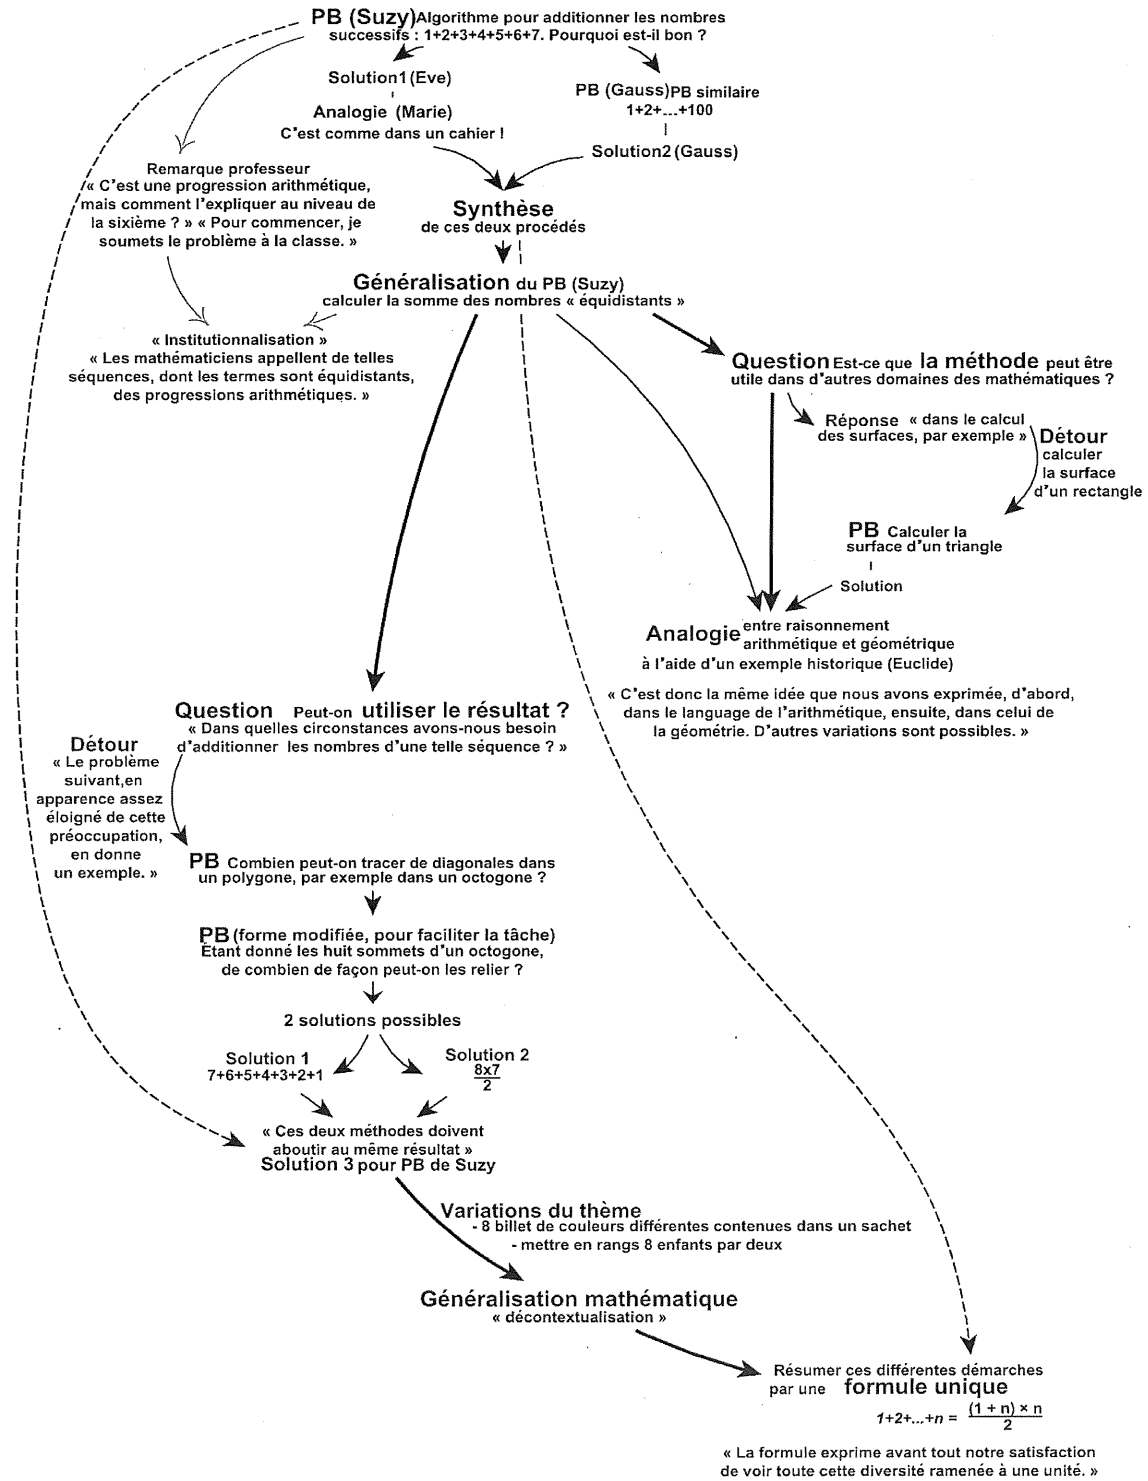 PB (Suzy) Algorithme pour additionner les nombres
successifs : 1+2+3+4+5+6+7. Pourquoi est-il bon ?
Solution1 (Eve)
Analogie (Marie)
C'est comme dans un cahier !
PB (Gauss) PB similaire
1+2+...+100
Solution2 (Gauss)
Remarque professeur
« C'est une progression arithmétique,
mais comment l'expliquer au niveau de
la sixième ? » « Pour commencer, je
soumets le problème à la classe. »
Synthèse
de ces deux procédés
Généralisation du PB (Suzy)
calculer la somme des nombres « équidistants »
« Institutionnalisation »
« Les mathématiciens appellent de telles
séquences, dont les termes sont équidistants,
des progressions arithmétiques. »
Question Est-ce que la méthode peut être
utile dans d'autres domaines des mathématiques ?
Réponse « dans le calcul
des surfaces, par exemple »
Détour
calculer
la surface
d'un rectangle
PB Calculer la
surface d'un triangle
Solution
Analogie entre raisonnement
arithmétique et géométrique
à l'aide d'un exemple historique (Euclide)
« C'est donc la même idée que nous avons exprimée, d'abord,
dans le language de l'arithmétique, ensuite, dans celui de
la géométrie. D'autres variations sont possibles. »
Question Peut-on utiliser le résultat ?
« Dans quelles circonstances avons-nous besoin
d'additionner les nombres d'une telle séquence ? »
Détour
« Le problème
suivant,en
apparence assez
éloigné de cette
préoccupation,
en donne
un exemple. »
PB Combien peut-on tracer de diagonales dans
un polygone, par exemple dans un octogone ?
PB (forme modifiée, pour faciliter la tâche)
Étant donné les huit sommets d'un octogone,
de combien de façon peut-on les relier ?
2 solutions possibles
Solution 1
7+6+5+4+3+2+1
Solution 2
8x7
2
« Ces deux méthodes doivent
aboutir au même résultat »
Solution 3 pour PB de Suzy
Variations du thème
- 8 billet de couleurs différentes contenues dans un sachet
- mettre en rangs 8 enfants par deux
Généralisation mathématique
« décontextualisation »
Résumer ces différentes démarches
par une formule unique
1+2+...+n = (1 + n) × n
2
« La formule exprime avant tout notre satisfaction
de voir toute cette diversité ramenée à une unité. »